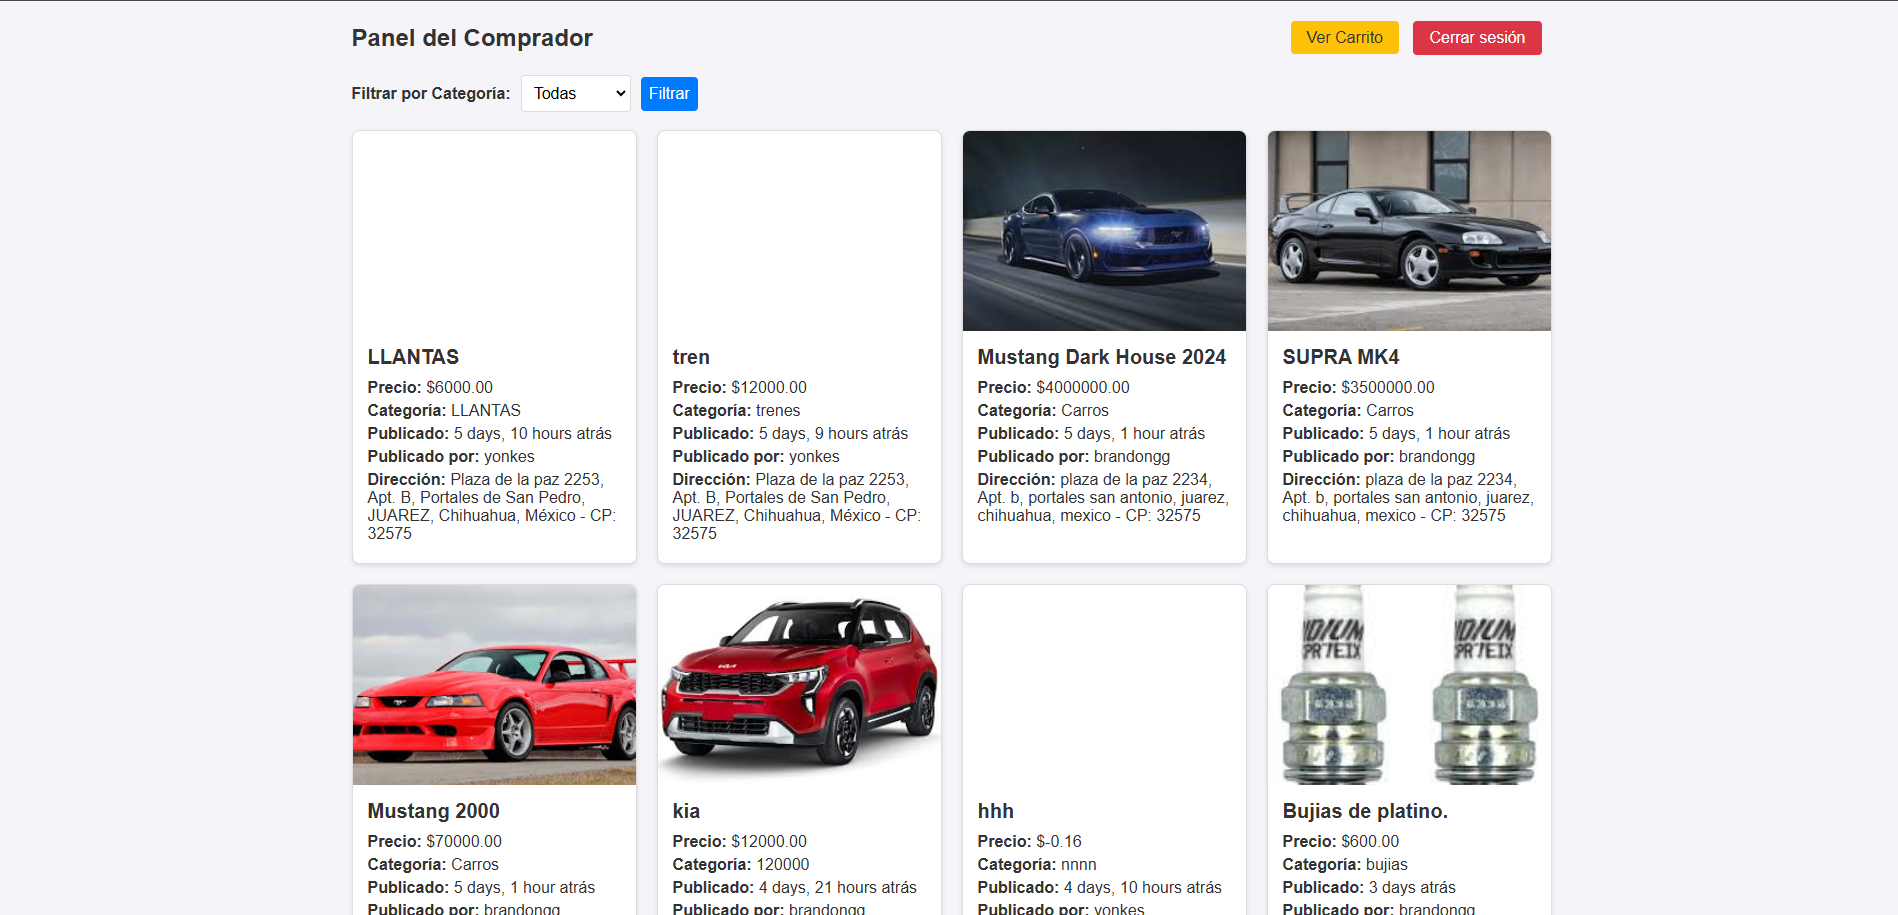 Panel del Comprador
Ver Carrito
Cerrar sesión
Filtrar por Categoría:
Todas
Filtrar
LLANTAS
Precio: $6000.00
Categoría: LLANTAS
Publicado: 5 days, 10 hours atrás
Publicado por: yonkes
Dirección: Plaza de la paz 2253,
Apt. B, Portales de San Pedro,
JUAREZ, Chihuahua, México - CP:
32575
tren
Precio: $12000.00
Categoría: trenes
Publicado: 5 days, 9 hours atrás
Publicado por: yonkes
Dirección: Plaza de la paz 2253,
Apt. B, Portales de San Pedro,
JUAREZ, Chihuahua, México - CP:
32575
Mustang Dark House 2024
Precio: $4000000.00
Categoría: Carros
Publicado: 5 days, 1 hour atrás
Publicado por: brandongg
Dirección: plaza de la paz 2234,
Apt. b, portales san antonio, juarez,
chihuahua, mexico - CP: 32575
SUPRA MK4
Precio: $3500000.00
Categoría: Carros
Publicado: 5 days, 1 hour atrás
Publicado por: brandongg
Dirección: plaza de la paz 2234,
Apt. b, portales san antonio, juarez,
chihuahua, mexico - CP: 32575
Mustang 2000
Precio: $70000.00
Categoría: Carros
Publicado: 5 days, 1 hour atrás
Publicado por: brandongg
KIA
kia
Precio: $12000.00
Categoría: 120000
Publicado: 4 days, 21 hours atrás
Publicado por: brandongg
hhh
Precio: $-0.16
Categoría: nnnn
Publicado: 4 days, 10 hours atrás
Publicado por: yonkes
IDIUM
PR7EIX
IDIUM
PR7EIX
Bujias de platino.
Precio: $600.00
Categoría: bujias
Publicado: 3 days atrás
Publicado por: brandongg